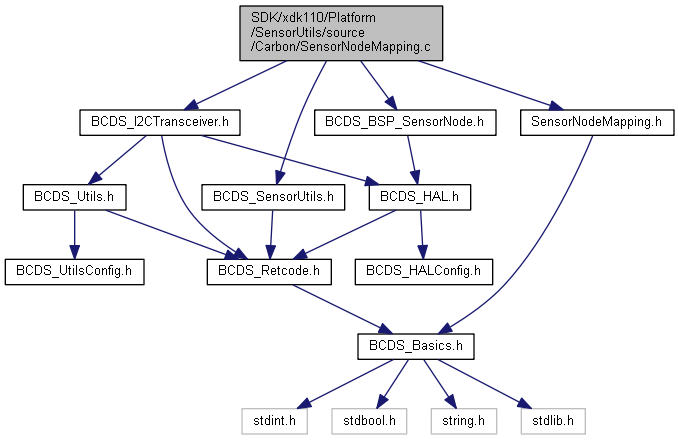 SDK/xdk110/Platform
/SensorUtils/source
/Carbon/SensorNodeMapping.c
BCDS_I2CTransceiver.h
BCDS_BSP_SensorNode.h
SensorNodeMapping.h
BCDS_Utils.h
BCDS_SensorUtils.h
BCDS_HAL.h
BCDS_UtilsConfig.h
BCDS_Retcode.h
BCDS_HALConfig.h
BCDS_Basics.h
stdint.h
stdbool.h
string.h
stdlib.h